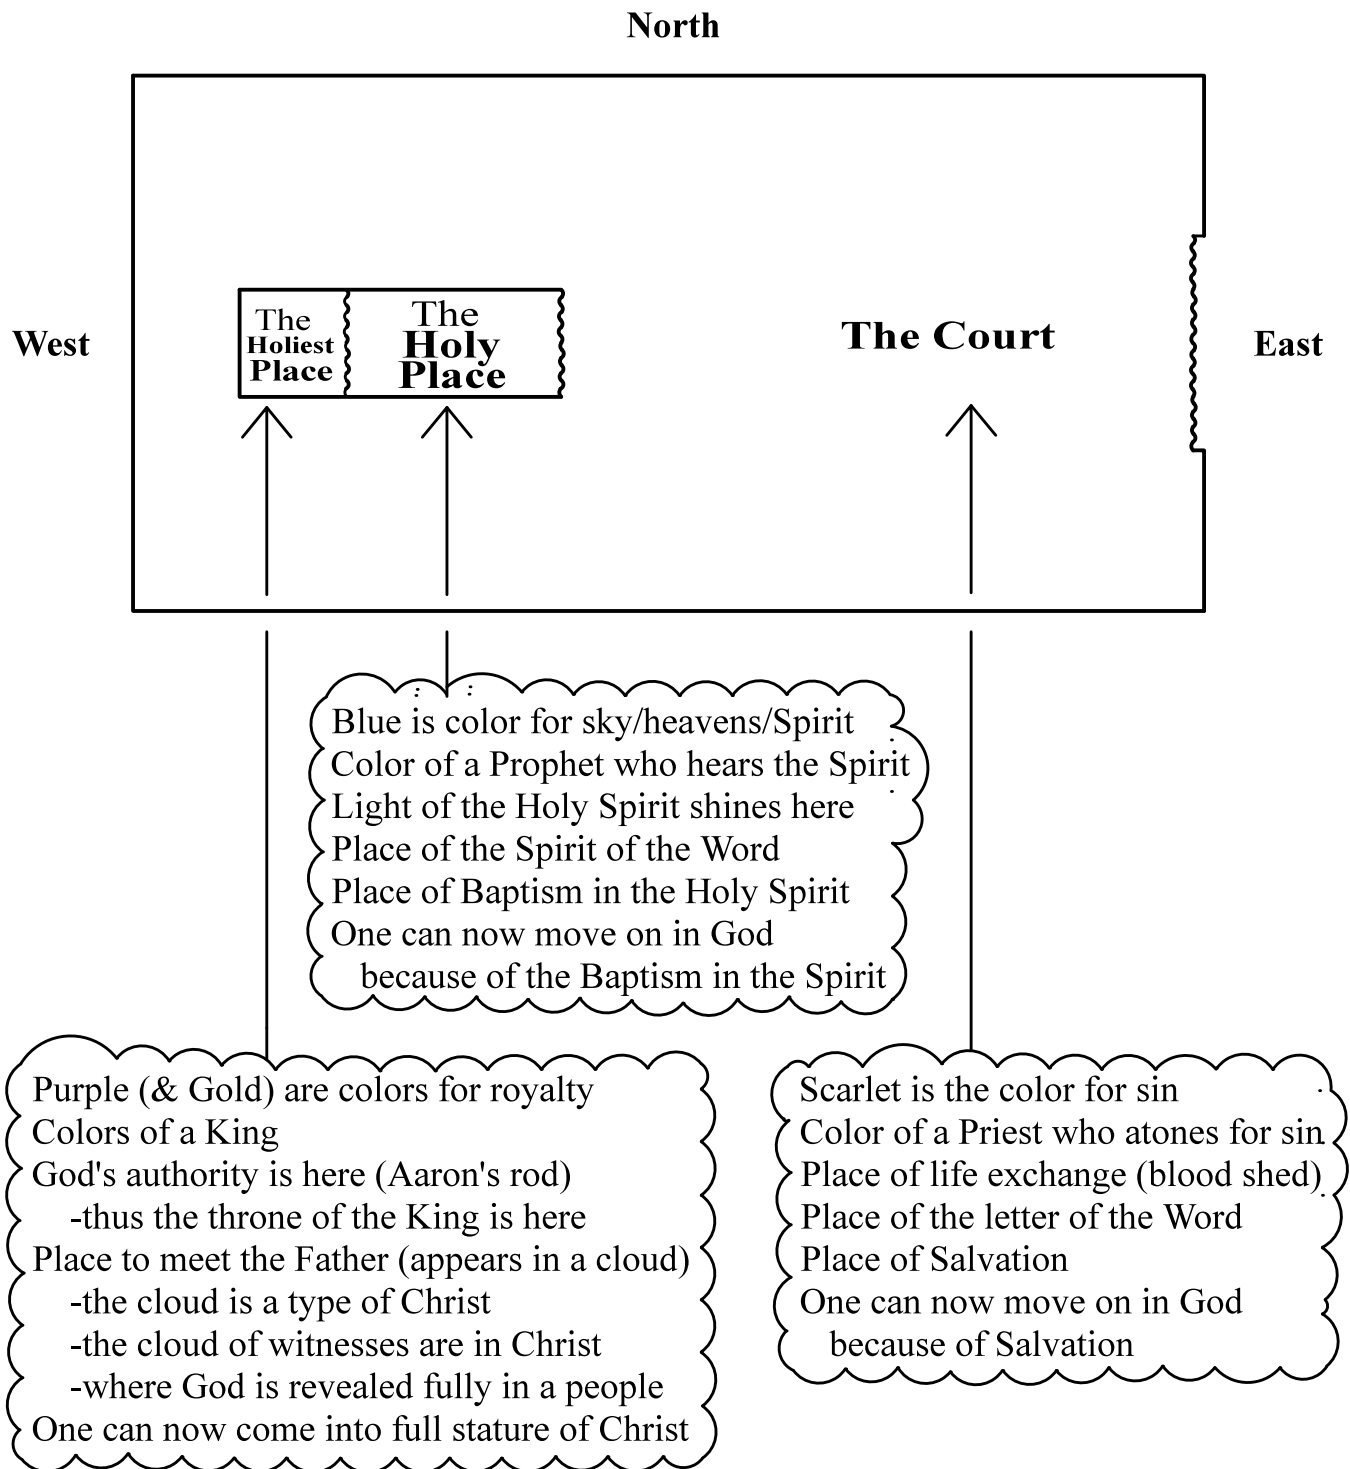 North
West
The
Holiest
Place
The
Holy
Place
The Court
East
Blue is color for sky/heavens/Spirit
Color of a Prophet who hears the Spirit
Light of the Holy Spirit shines here
Place of the Spirit of the Word
Place of Baptism in the Holy Spirit
One can now move on in God
because of the Baptism in the Spirit
Purple (& Gold) are colors for royalty
Colors of a King
God's authority is here (Aaron's rod)
-thus the throne of the King is here
Place to meet the Father (appears in a cloud)
-the cloud is a type of Christ
-the cloud of witnesses are in Christ
-where God is revealed fully in a people
One can now come into full stature of Christ
Scarlet is the color for sin
Color of a Priest who atones for sin
Place of life exchange (blood shed)
Place of the letter of the Word
Place of Salvation
One can now move on in God
because of Salvation